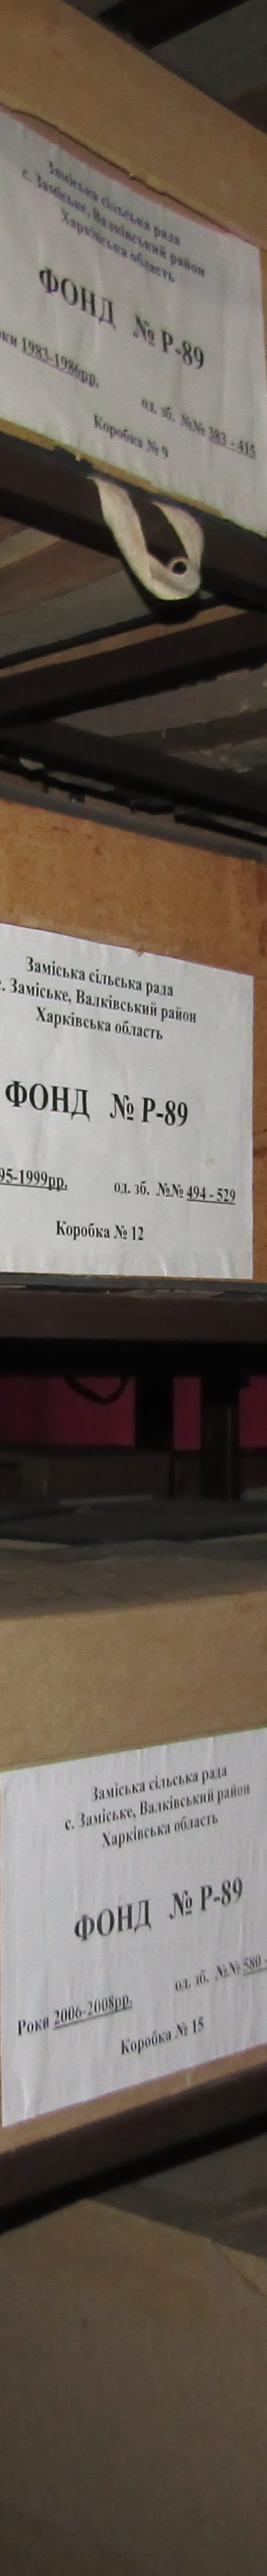 Заміська сільська рада
с. Заміське, Валківський район
Харківська область
ФОНД № Р-89
ки 1983-1986рр. од. зб. №№ 383 - 415
Коробка № 9
Заміська сільська рада
с. Заміське, Валківський район
Харківська область
ФОНД № Р-89
95-1999рр. од. зб. №№ 494 - 529
Коробка № 12
Заміська сільська рада
с. Заміське, Валківський район
Харківська область
ФОНД № Р-89
Роки 2006-2008рр. од. зб. №№ 580 -
Коробка № 15